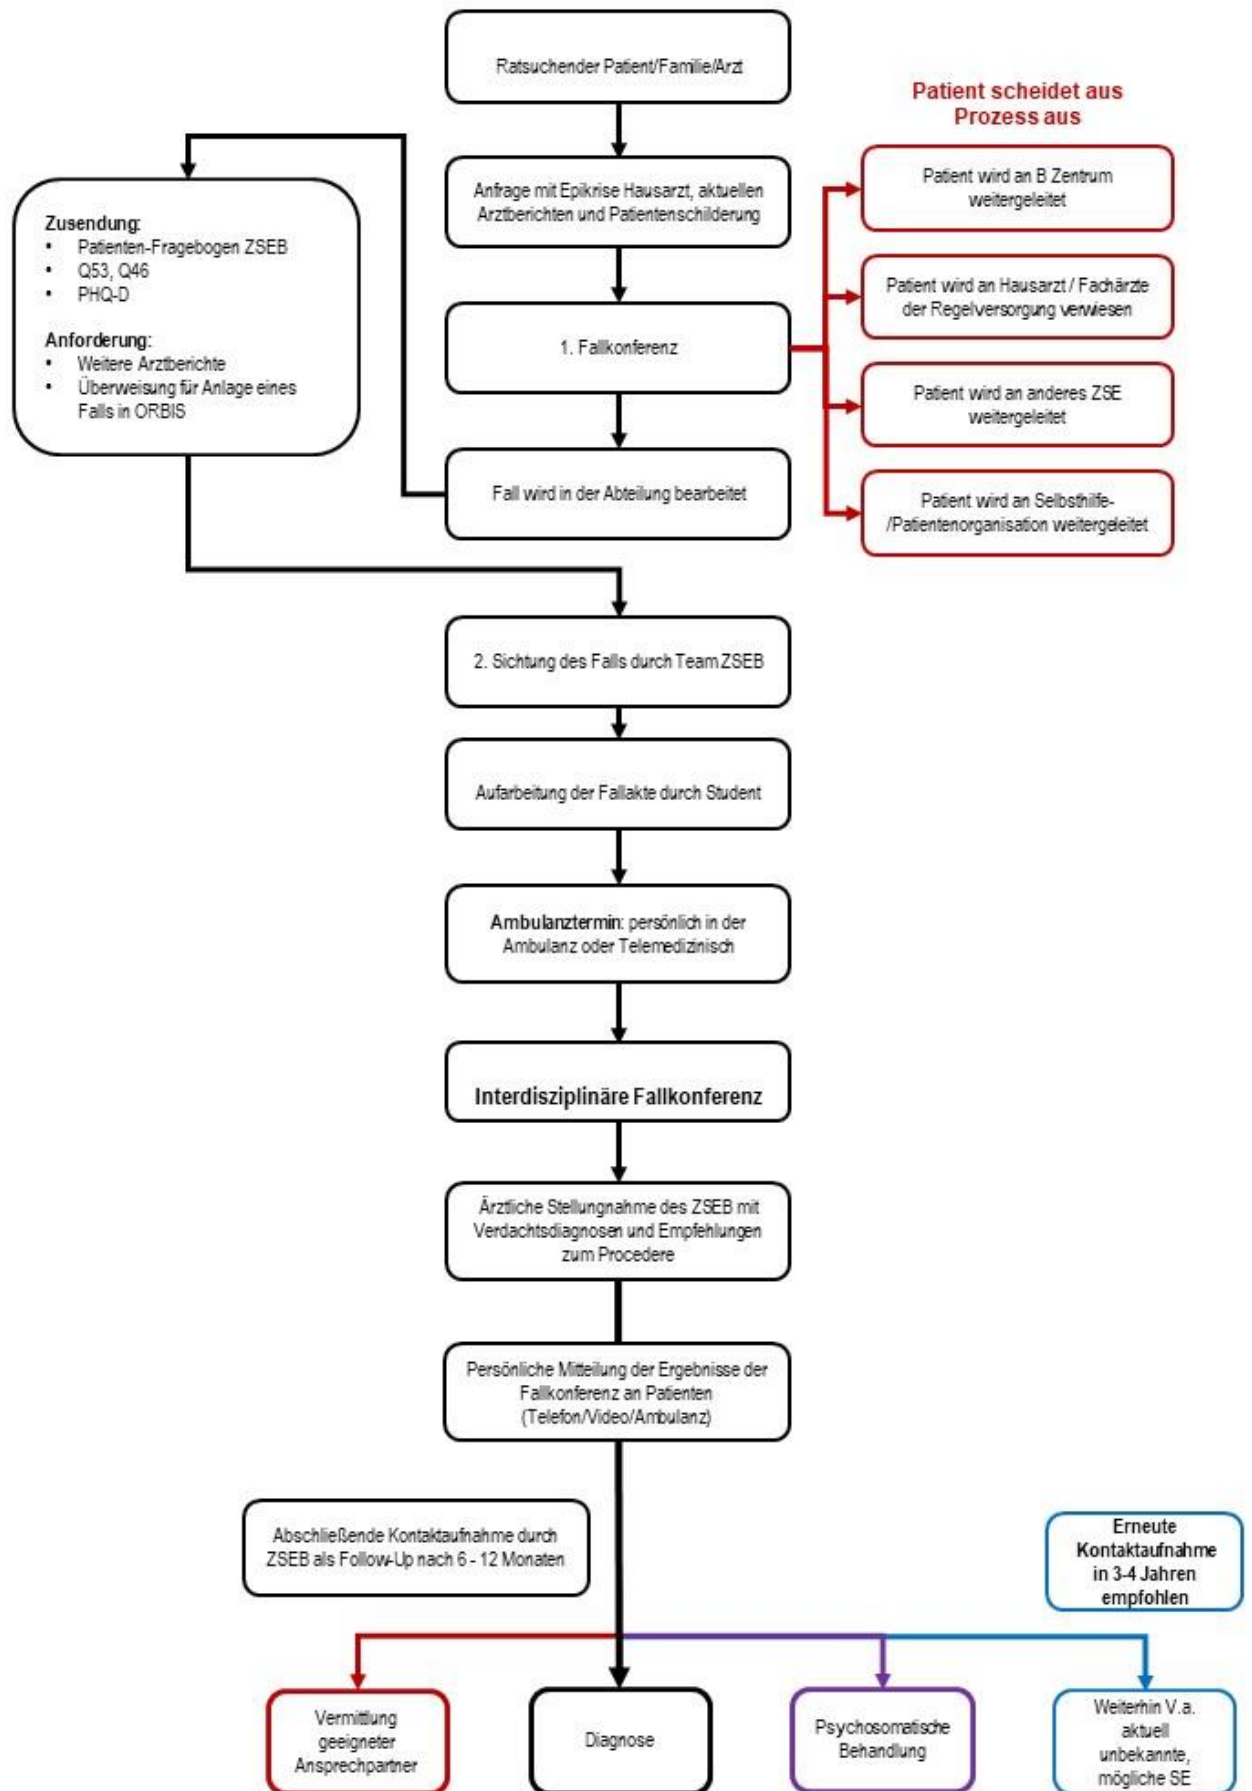 Ratsuchender Patient/Familie/Arzt
Patient scheidet aus
Prozess aus
Anfrage mit Epikrise Hausarzt, aktuellen
Arztberichten und Patientenschilderung
Patient wird an B Zentrum
weitergeleitet
Zusendung:
• Patienten-Fragebogen ZSEB
• Q53, Q46
• PHQ-D
Anforderung:
• Weitere Arztberichte
• Überweisung für Anlage eines
Falls in ORBIS
Patient wird an Hausarzt / Fachärzte
der Regelversorgung verwiesen
1. Fallkonferenz
Patient wird an anderes ZSE
weitergeleitet
Fall wird in der Abteilung bearbeitet
Patient wird an Selbsthilfe-
/Patientenorganisation weitergeleitet
2. Sichtung des Falls durch Team ZSEB
Aufarbeitung der Fallakte durch Student
Ambulanztermin: persönlich in der
Ambulanz oder Telemedizinisch
Interdisziplinäre Fallkonferenz
Ärztliche Stellungnahme des ZSEB mit
Verdachtsdiagnosen und Empfehlungen
zum Procedere
Persönliche Mitteilung der Ergebnisse der
Fallkonferenz an Patienten
(Telefon/Video/Ambulanz)
Abschließende Kontaktaufnahme durch
ZSEB als Follow-Up nach 6 - 12 Monaten
Erneute
Kontaktaufnahme
in 3-4 Jahren
empfohlen
Vermittlung
geeigneter
Ansprechpartner
Diagnose
Psychosomatische
Behandlung
Weiterhin V.a.
aktuell
unbekannte,
mögliche SE